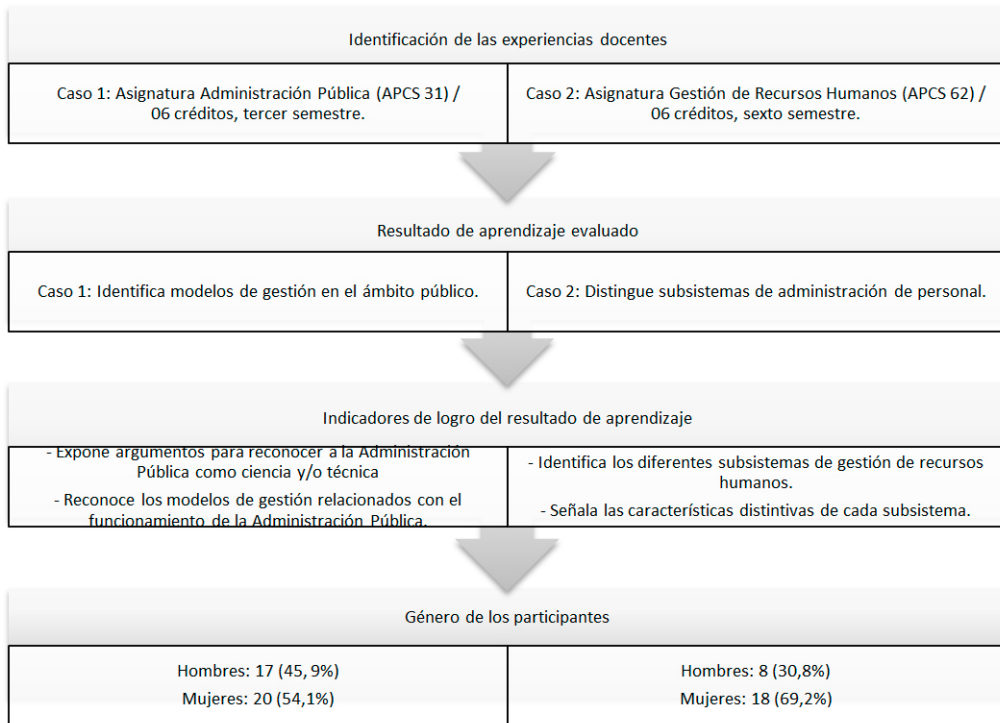 Identificación de las experiencias docentes
Caso 1: Asignatura Administración Pública (APCS 31) /
06 créditos, tercer semestre.
Caso 2: Asignatura Gestión de Recursos Humanos (APCS 62) /
06 créditos, sexto semestre.
Resultado de aprendizaje evaluado
Caso 1: Identifica modelos de gestión en el ámbito público.
Caso 2: Distingue subsistemas de administración de personal.
Indicadores de logro del resultado de aprendizaje
- Expone argumentos para reconocer a la Administración
Pública como ciencia y/o técnica
- Reconoce los modelos de gestión relacionados con el
funcionamiento de la Administración Pública.
- Identifica los diferentes subsistemas de gestión de recursos
humanos.
- Señala las características distintivas de cada subsistema.
Género de los participantes
Hombres: 17 (45, 9%)
Mujeres: 20 (54,1%)
Hombres: 8 (30,8%)
Mujeres: 18 (69,2%)